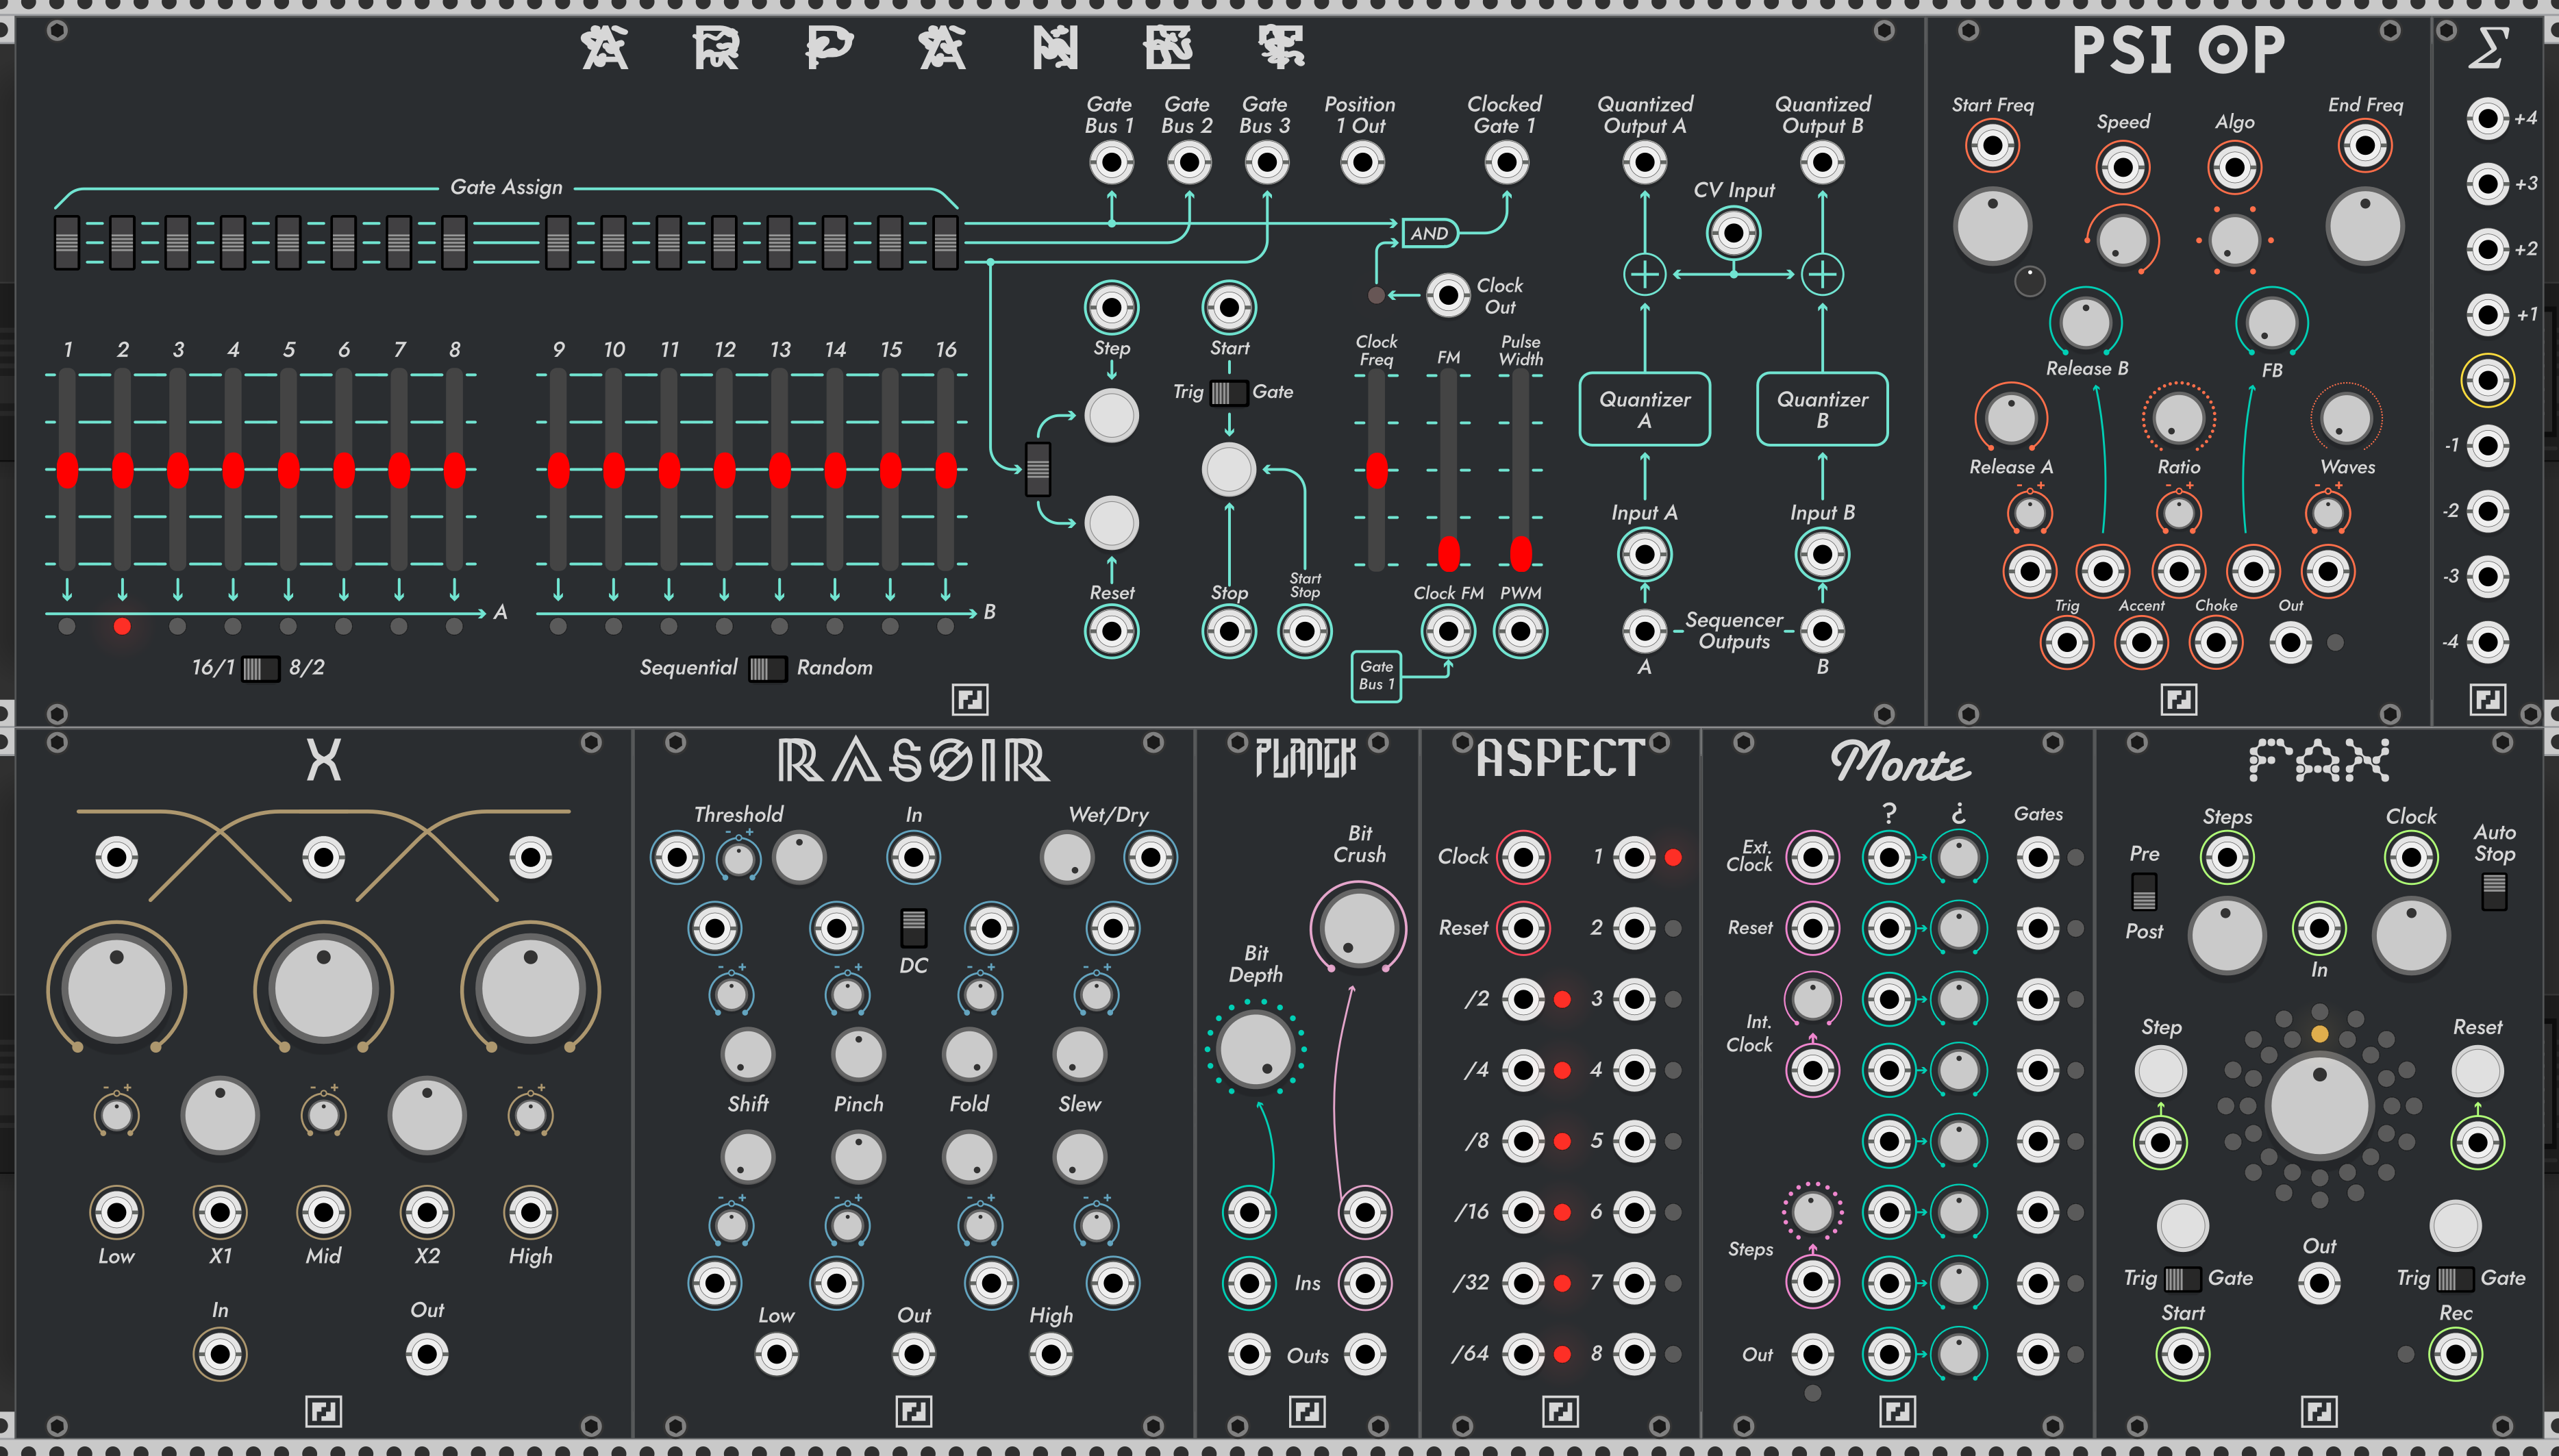 ARPANET
Gate Bus 1
Gate Bus 2
Gate Bus 3
Position 1 Out
Clocked Gate 1
Quantized Output A
Quantized Output B
Gate Assign
CV Input
AND
Clock Out
1 2 3 4 5 6 7 8
9 10 11 12 13 14 15 16
Step
Start
Trig Gate
Clock Freq
FM
Pulse Width
Quantizer A
Quantizer B
Input A
Input B
Reset
Stop
Start Stop
Clock FM
PWM
A
B
Sequencer Outputs
A
B
16/1 8/2
Sequential Random
Gate Bus 1
PSI OP
Start Freq
Speed
Algo
End Freq
Release B
FB
Release A
Ratio
Waves
- +
- +
- +
Trig
Accent
Choke
Out
Σ
+4
+3
+2
+1
-1
-2
-3
-4
X
- +
- +
- +
Low
X1
Mid
X2
High
In
Out
RASOIR
Threshold
- +
In
Wet/Dry
DC
- +
- +
- +
- +
Shift
Pinch
Fold
Slew
- +
- +
- +
- +
Low
Out
High
PLANCK
Bit Crush
Bit Depth
Ins
Outs
ASPECT
Clock 1
Reset 2
/2 3
/4 4
/8 5
/16 6
/32 7
/64 8
Monte
? ¿ Gates
Ext. Clock
Reset
Int. Clock
Steps
Out
PAX
Steps
Clock
Pre
Post
Auto Stop
In
Step
Reset
Out
Trig Gate
Trig Gate
Start
Rec